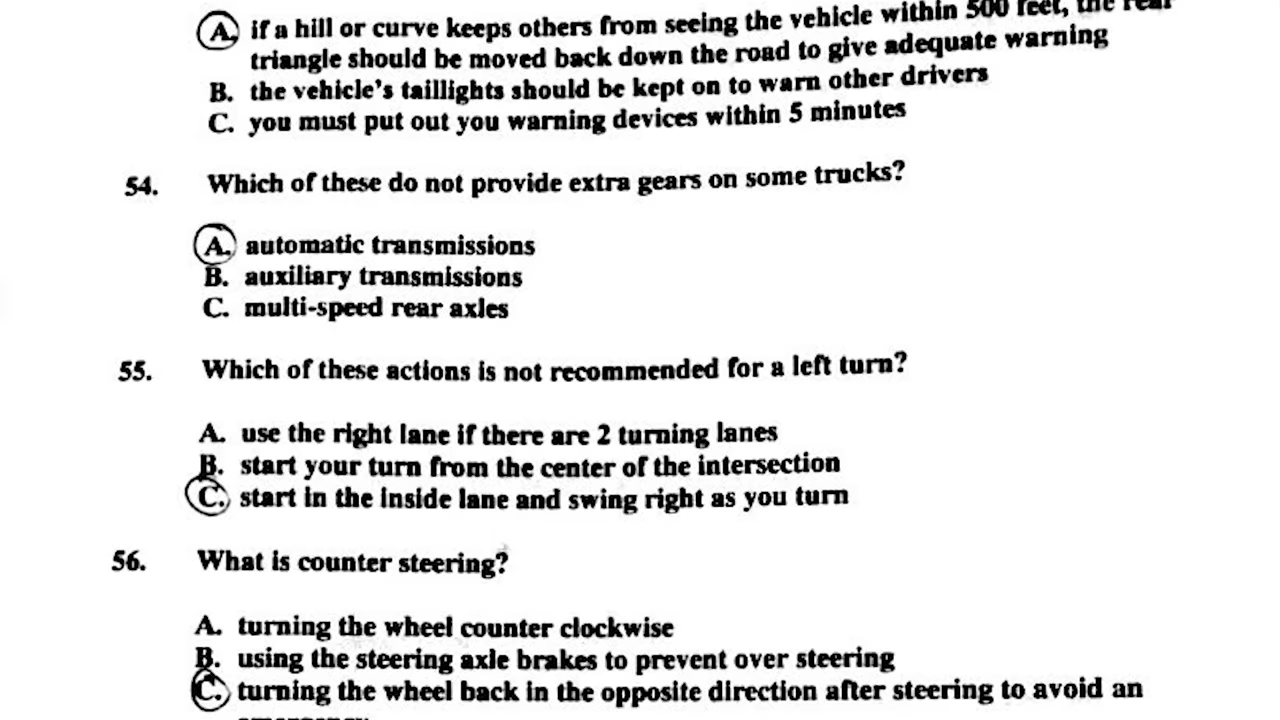 A. if a hill or curve keeps others from seeing the vehicle within 500 feet, the rear
triangle should be moved back down the road to give adequate warning
B. the vehicle's taillights should be kept on to warn other drivers
C. you must put out you warning devices within 5 minutes
54. Which of these do not provide extra gears on some trucks?
A. automatic transmissions
B. auxiliary transmissions
C. multi-speed rear axles
55. Which of these actions is not recommended for a left turn?
A. use the right lane if there are 2 turning lanes
B. start your turn from the center of the intersection
C. start in the inside lane and swing right as you turn
56. What is counter steering?
A. turning the wheel counter clockwise
B. using the steering axle brakes to prevent over steering
C. turning the wheel back in the opposite direction after steering to avoid an